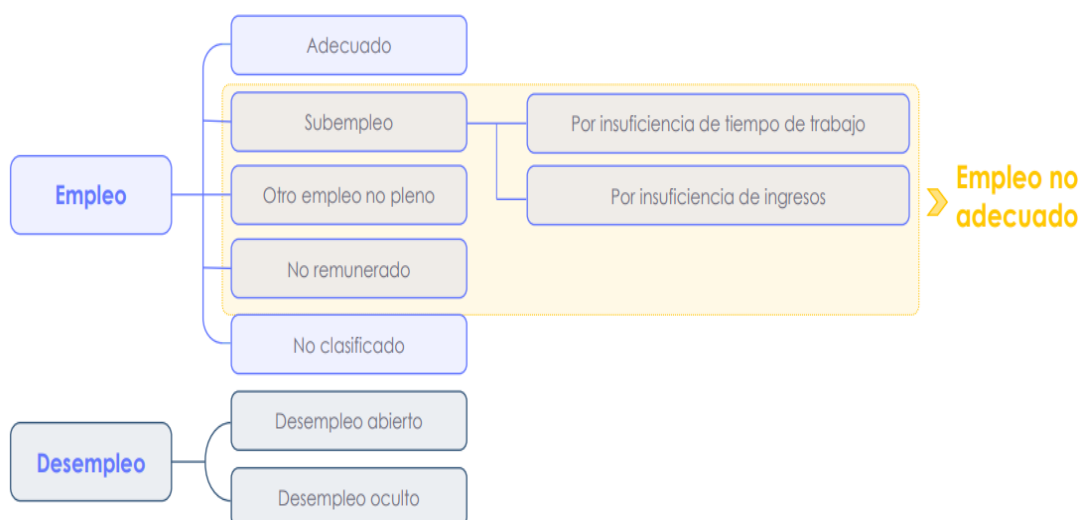 Adecuado
Subempleo
Por insuficiencia de tiempo de trabajo
Empleo
Otro empleo no pleno
Por insuficiencia de ingresos
Empleo no
adecuado
No remunerado
No clasificado
Desempleo abierto
Desempleo
Desempleo oculto